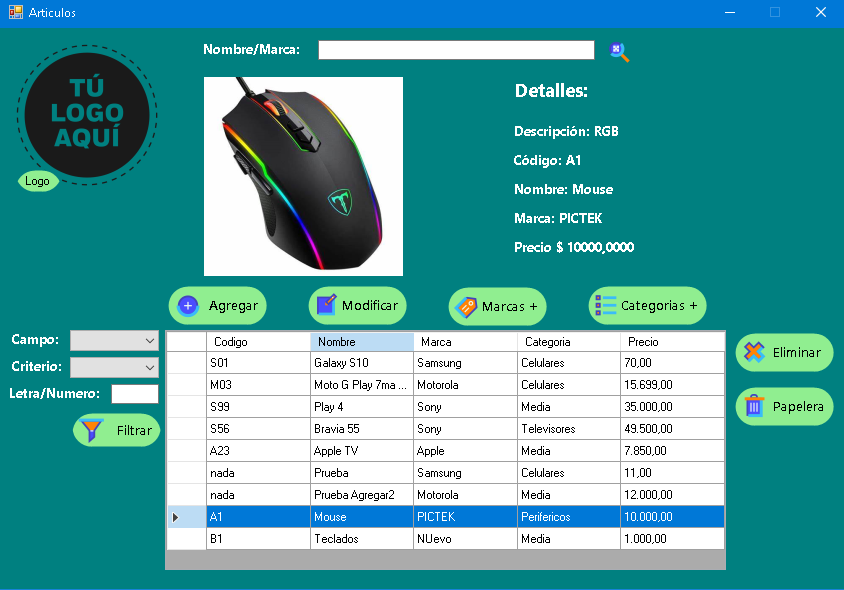 Articulos
Nombre/Marca:
TÚ
LOGO
AQUÍ
Logo
Detalles:
Descripción: RGB
Código: A1
Nombre: Mouse
Marca: PICTEK
Precio $ 10000,0000
Agregar
Modificar
Marcas +
Categorias +
Campo:
Criterio:
Letra/Numero:
Filtrar
Codigo Nombre Marca Categoria Precio
S01 Galaxy S10 Samsung Celulares 70,00
M03 Moto G Play 7ma ... Motorola Celulares 15.699,00
S99 Play 4 Sony Media 35.000,00
S56 Bravia 55 Sony Televisores 49.500,00
A23 Apple TV Apple Media 7.850,00
nada Prueba Samsung Celulares 11,00
nada Prueba Agregar2 Motorola Media 12.000,00
A1 Mouse PICTEK Perifericos 10.000,00
B1 Teclados NUevo Media 1.000,00
Eliminar
Papelera